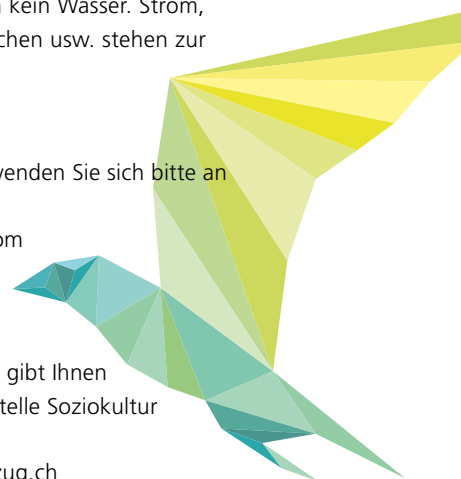 kein Wasser. Strom,
chen usw. stehen zur
wenden Sie sich bitte an
om
gibt Ihnen
telle Soziokultur
zug.ch